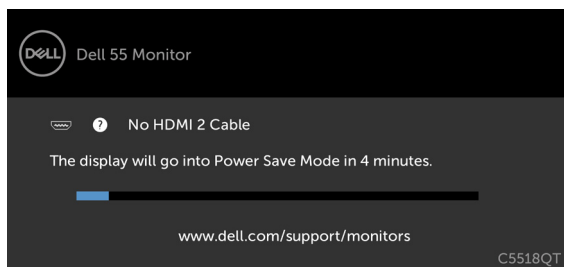 DELL Dell 55 Monitor
? No HDMI 2 Cable
The display will go into Power Save Mode in 4 minutes.
www.dell.com/support/monitors
C5518QT